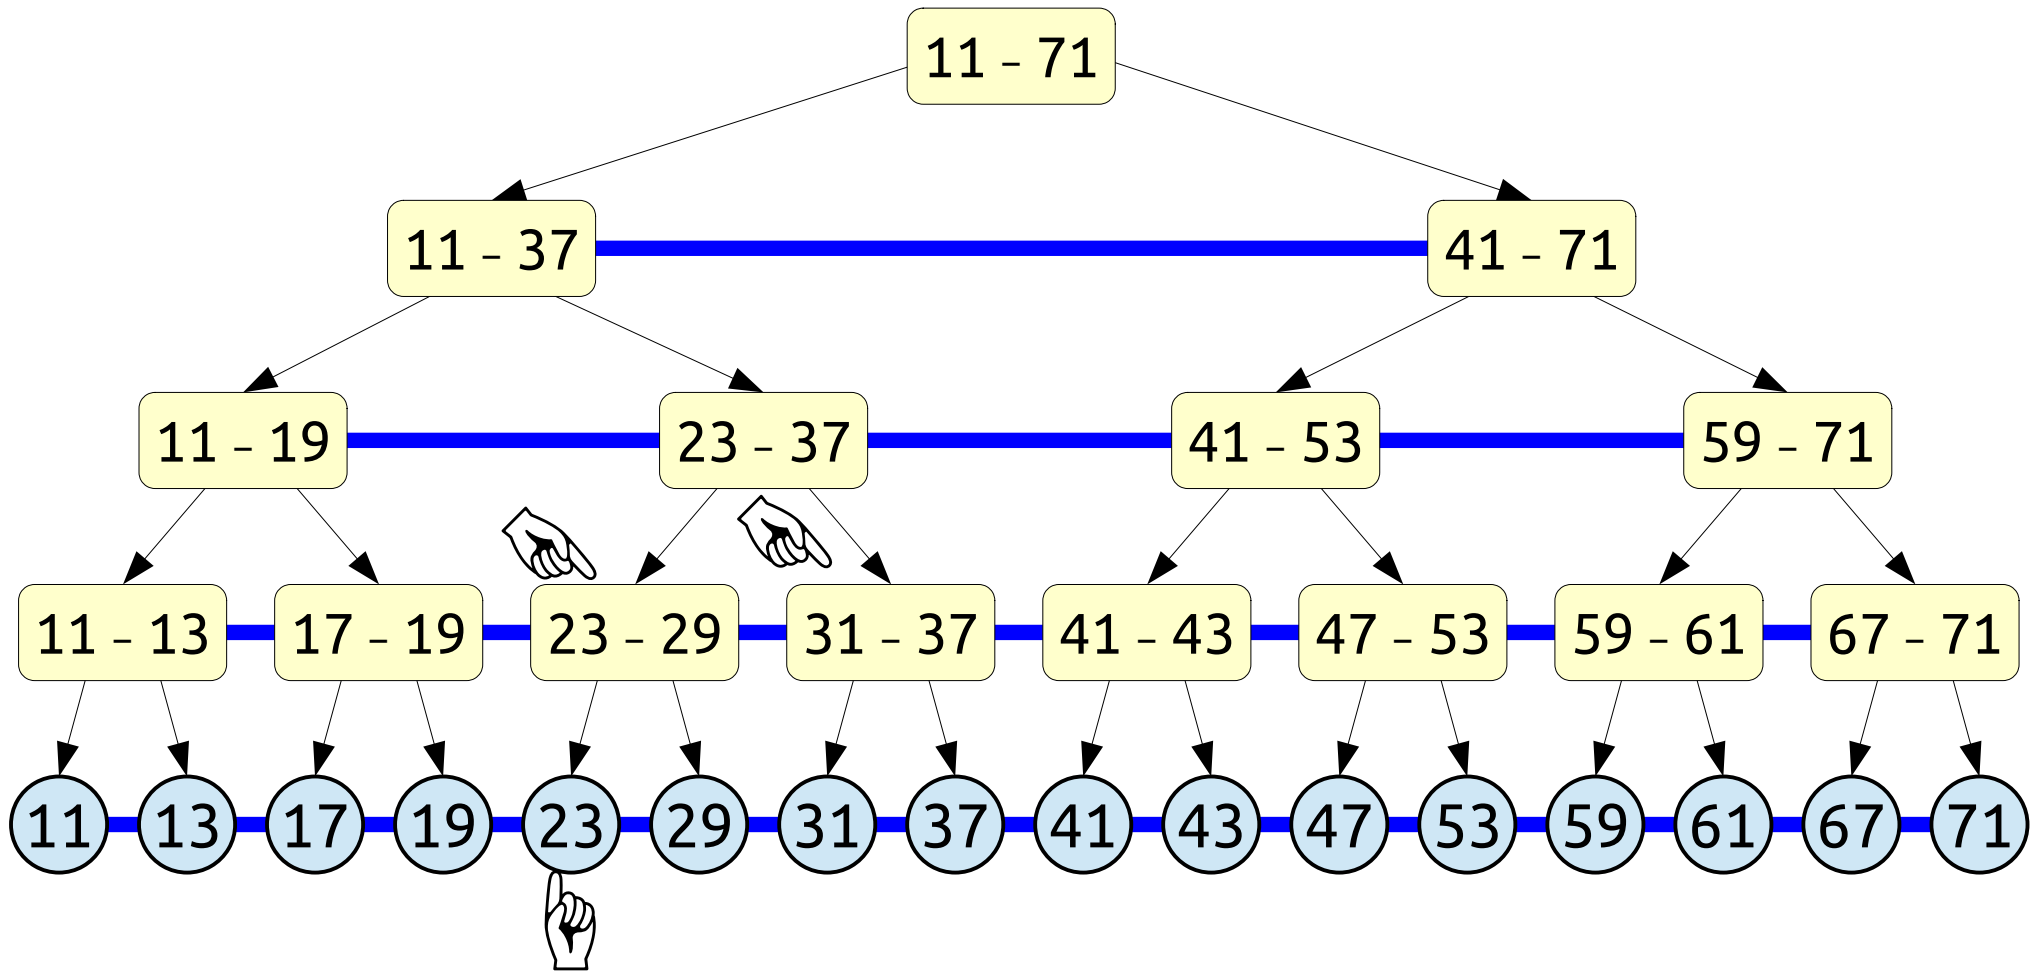 11 – 71
11 – 37 41 – 71
11 – 19 23 – 37 41 – 53 59 – 71
11 – 13 17 – 19 23 – 29 31 – 37 41 – 43 47 – 53 59 – 61 67 – 71
11 13 17 19 23 29 31 37 41 43 47 53 59 61 67 71